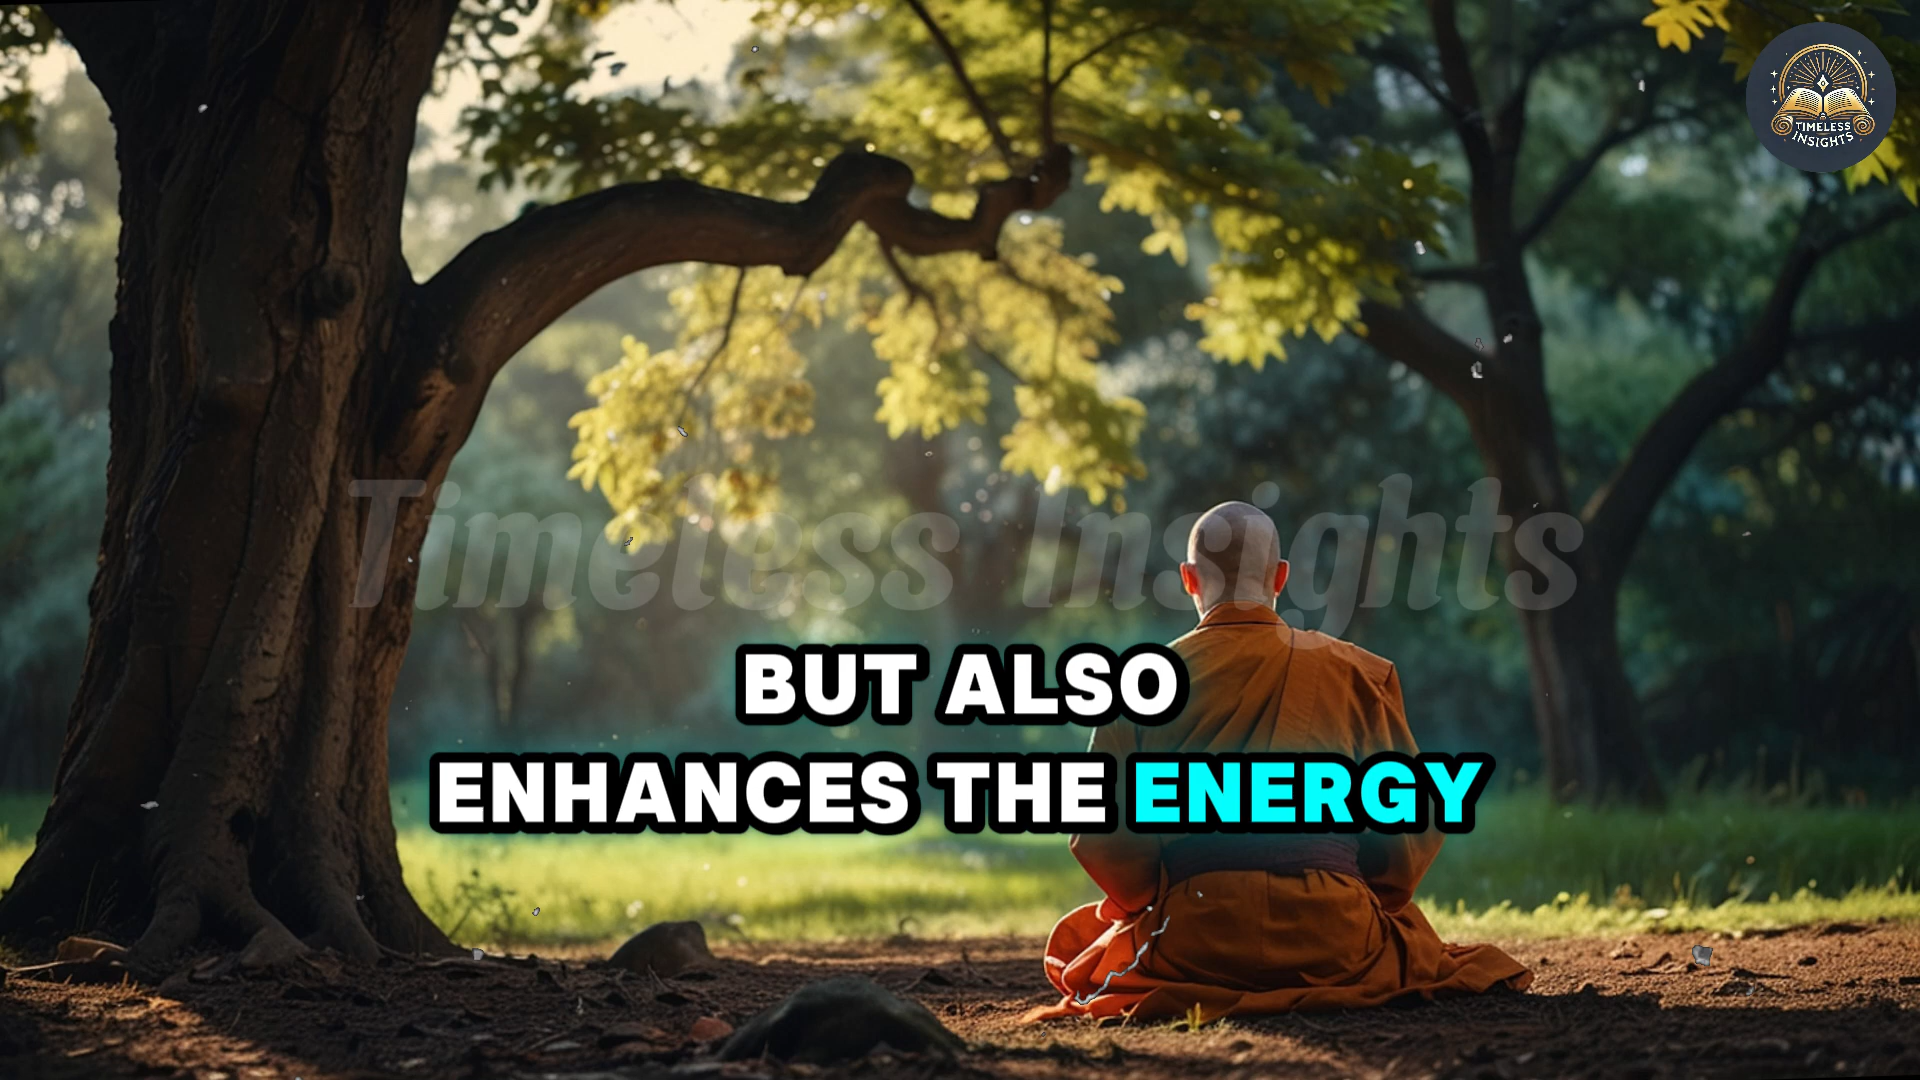 TIMELESS
INSIGHTS
Timeless Insights
BUT ALSO
ENHANCES THE ENERGY